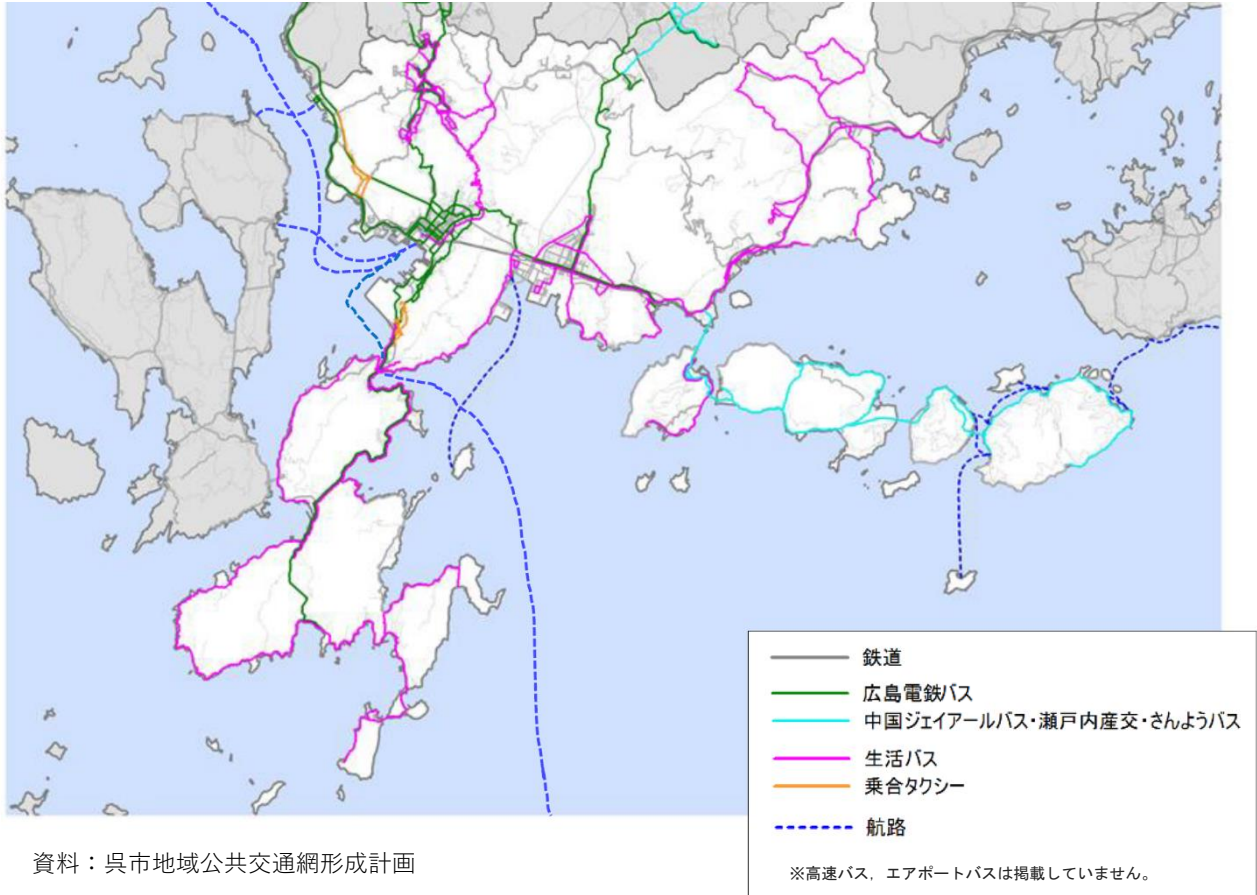 鉄道
広島電鉄バス
中国ジェイアールバス・瀬戸内産交・さんようバス
生活バス
乗合タクシー
航路
※高速バス，エアポートバスは掲載していません。
資料：呉市地域公共交通網形成計画